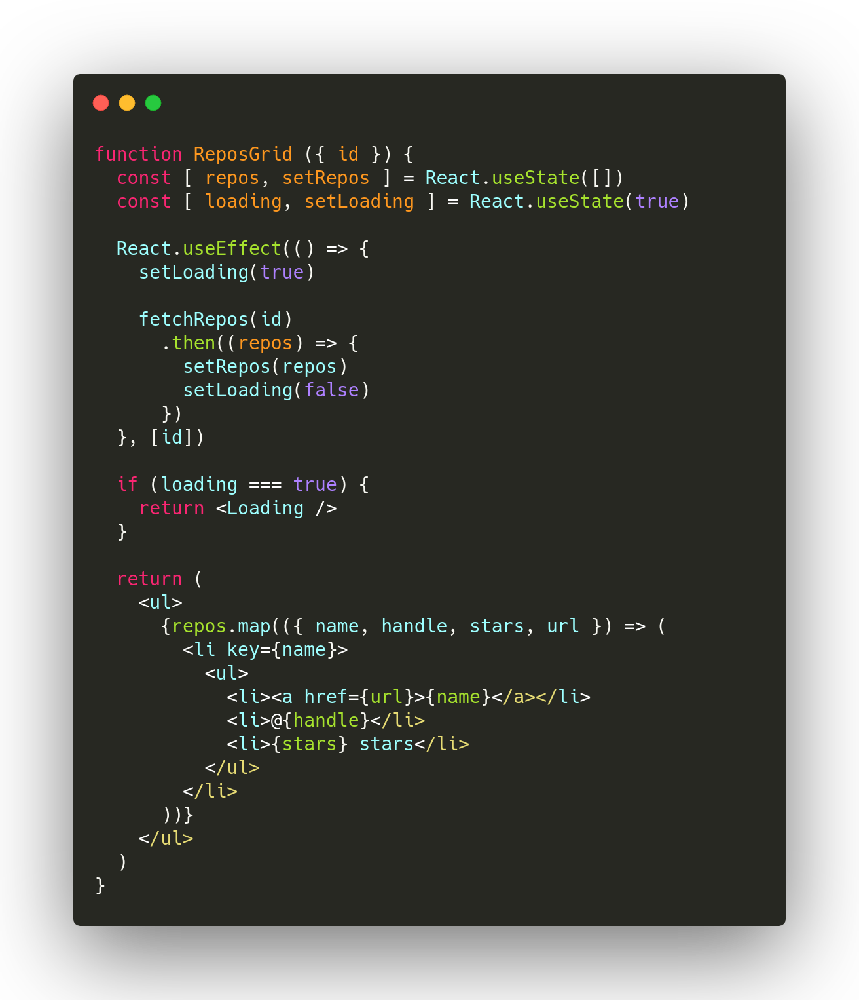 function ReposGrid ({ id }) {
  const [ repos, setRepos ] = React.useState([])
  const [ loading, setLoading ] = React.useState(true)

  React.useEffect(() => {
    setLoading(true)

    fetchRepos(id)
      .then((repos) => {
        setRepos(repos)
        setLoading(false)
      })
  }, [id])

  if (loading === true) {
    return <Loading />
  }

  return (
    <ul>
      {repos.map(({ name, handle, stars, url }) => (
        <li key={name}>
          <ul>
            <li><a href={url}>{name}</a></li>
            <li>@{handle}</li>
            <li>{stars} stars</li>
          </ul>
        </li>
      ))}
    </ul>
  )
}